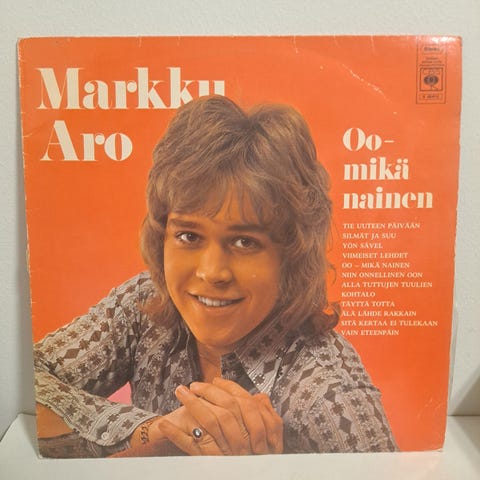 Markku
Aro
Stereo
CBS
Oo-
mikä
nainen
TIE UUTEEN PÄIVÄÄN
SILMÄT JA SUU
YÖN SÄVEL
VIIMEISET LEHDET
OO – MIKÄ NAINEN
NIIN ONNELLINEN OON
ALLA TUTTUJEN TUULIEN
KOHTALO
TÄYTTÄ TOTTA
ÄLÄ LÄHDE RAKKAIN
SITÄ KERTAA EI TULEKAAN
VAIN ETEENPÄIN